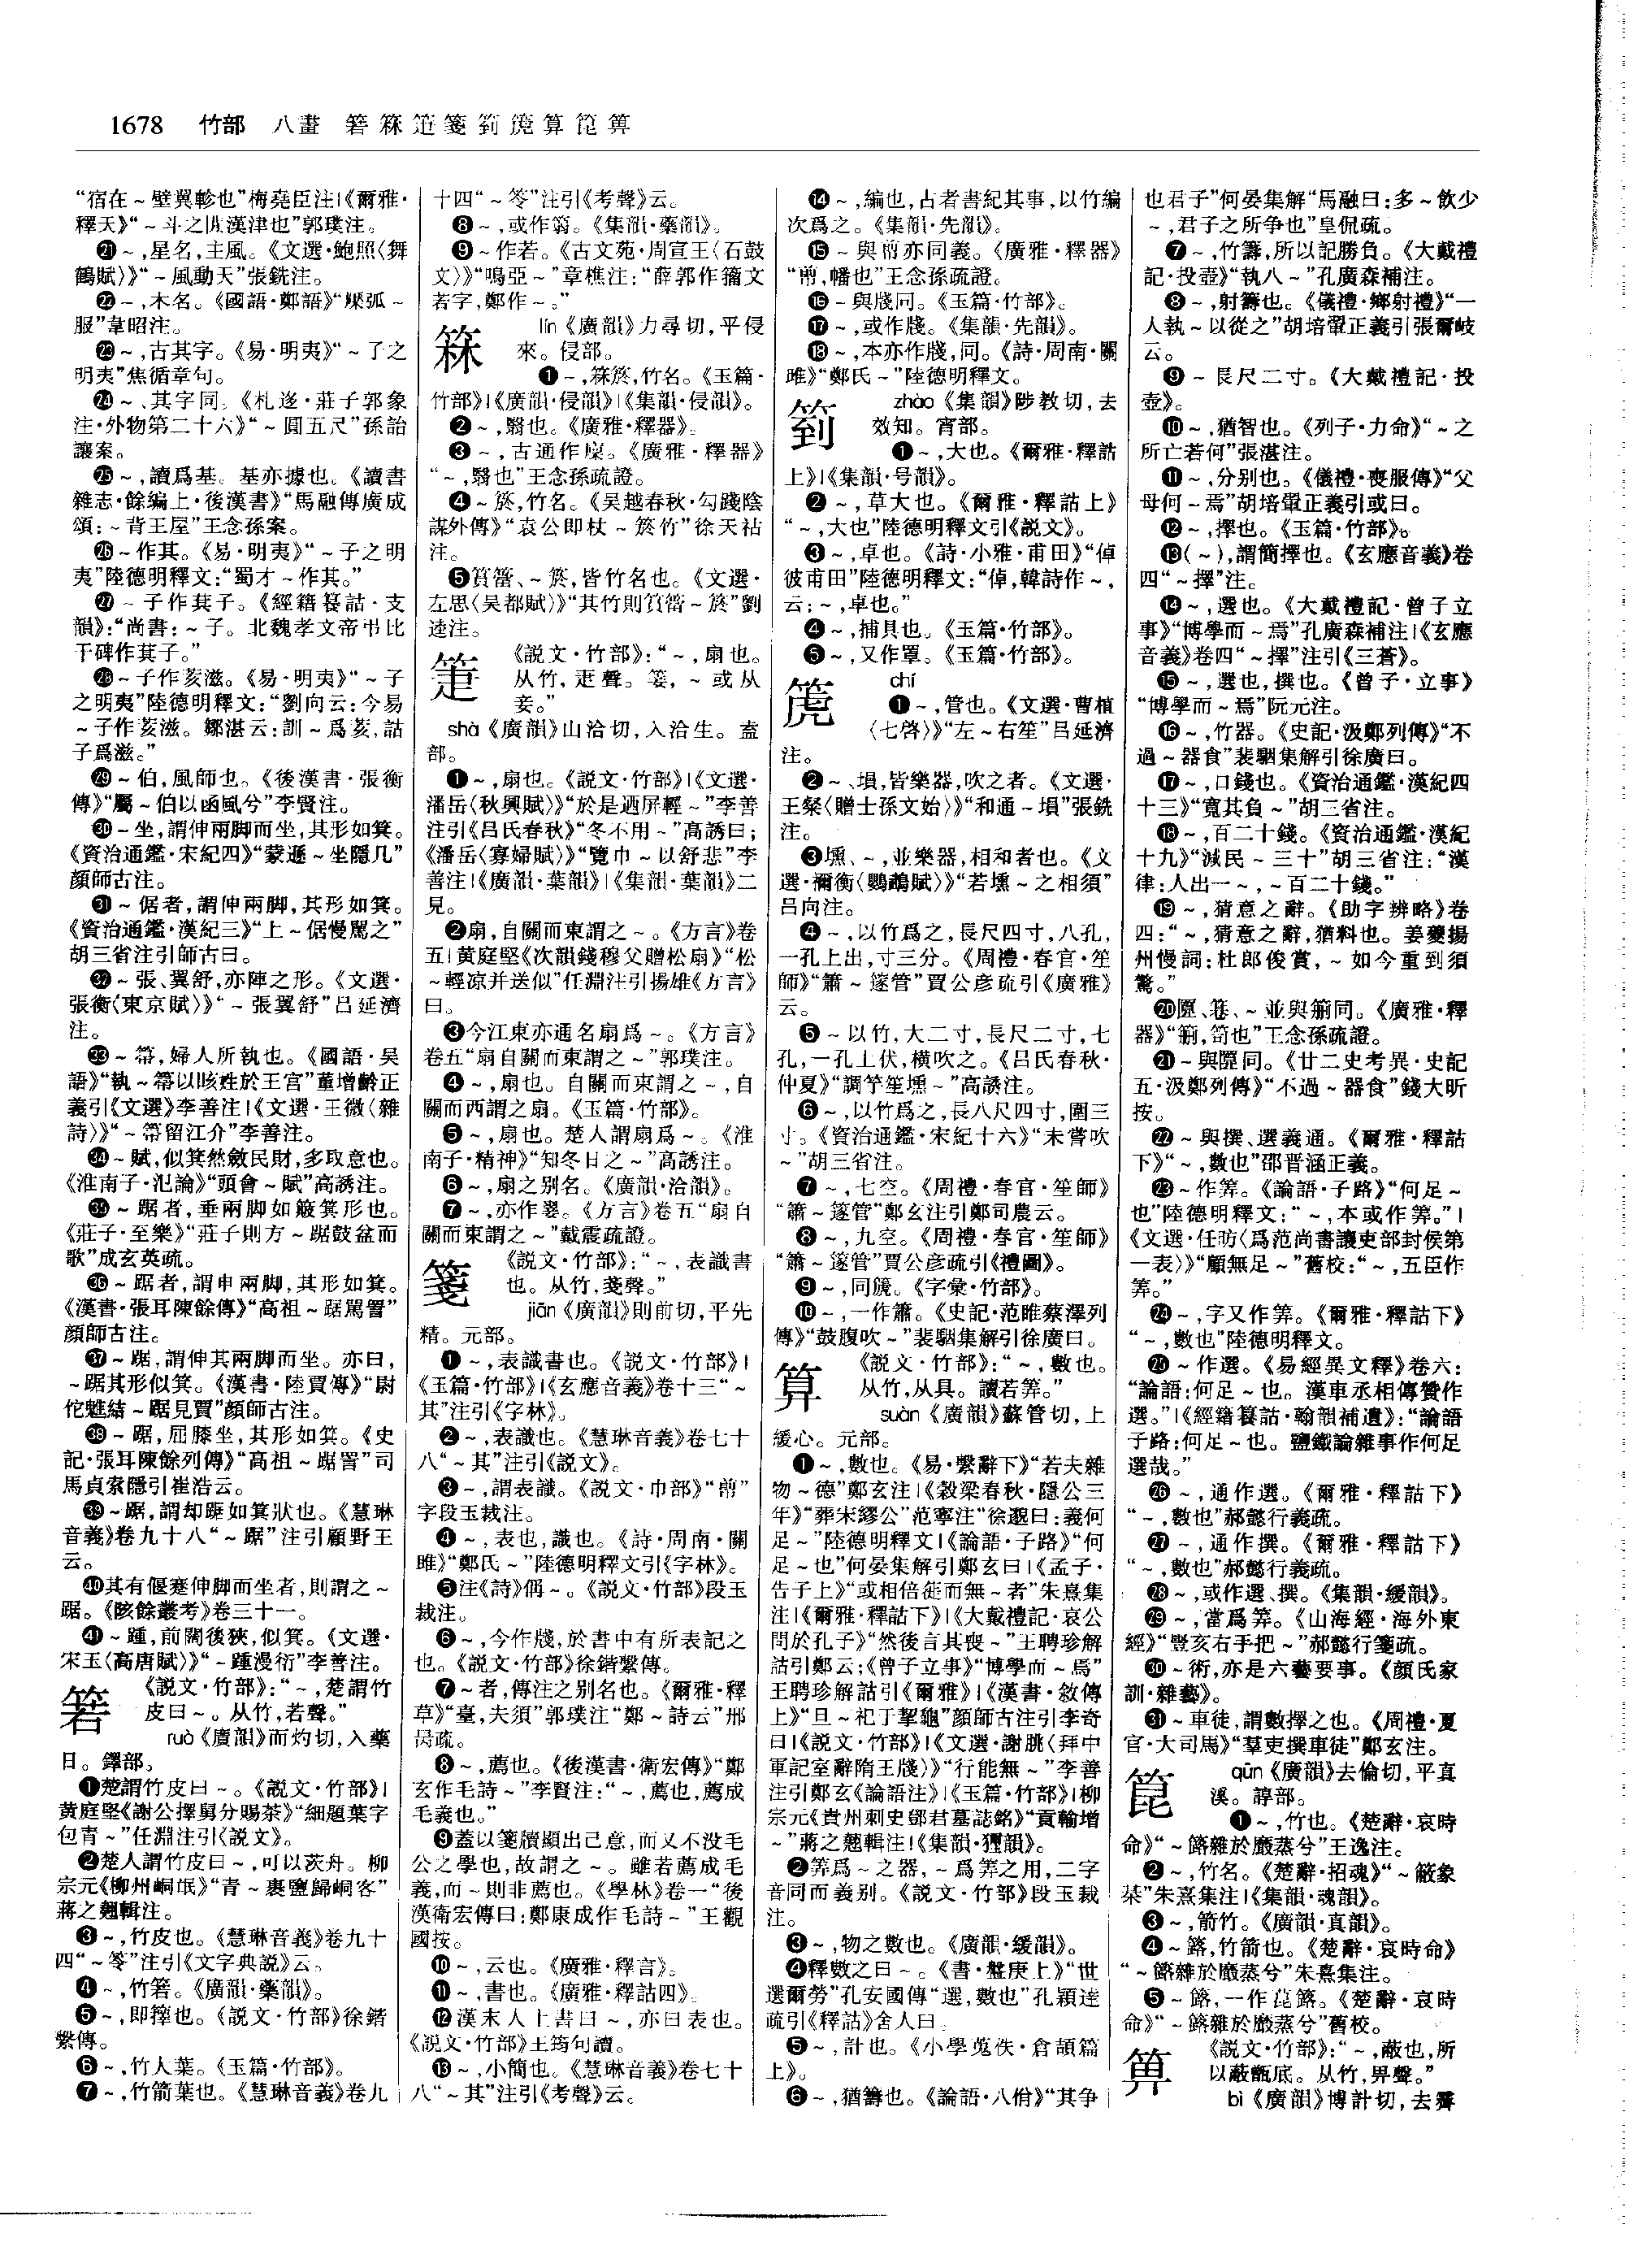 1678 竹部 八畫 箬箖箑箋箌箎算箟箅
“宿在～壁翼軫也”梅堯臣注|《爾雅·
釋天》“～斗之間漢津也”郭璞注。
㉑～,星名,主風。《文選·鮑照〈舞
鶴賦〉》“～風動天”張銑注。
㉒～,木名。《國語·鄭語》“檿弧～
服”韋昭注。
㉓～,古其字。《易·明夷》“～子之
明夷”焦循章句。
㉔～、其字同。《札迻·莊子郭象
注·外物第二十六》“～圓五尺”孫詒
讓案。
㉕～,讀爲基。基亦據也。《讀書
雜志·餘編上·後漢書》“馬融傳廣成
頌:～背王屋”王念孫案。
㉖～作其。《易·明夷》“～子之明
夷”陸德明釋文:“蜀才～作其。”
㉗～子作萁子。《經籍籑詁·支
韻》:“尚書:～子。北魏孝文帝弔比
干碑作萁子。”
㉘～子作荄滋。《易·明夷》“～子
之明夷”陸德明釋文:“劉向云:今易
～子作荄滋。鄒湛云:訓～爲荄,詁
子爲滋。”
㉙～伯,風師也。《後漢書·張衡
傳》“屬～伯以函風兮”李賢注。
㉚～坐,謂伸兩脚而坐,其形如箕。
《資治通鑑·宋紀四》“蒙遜～坐隱几”
顔師古注。
㉛～倨者,謂伸兩脚,其形如箕。
《資治通鑑·漢紀三》“上～倨慢罵之”
胡三省注引師古曰。
㉜～張、翼舒,亦陣之形。《文選·
張衡〈東京賦〉》“～張翼舒”吕延濟
注。
㉝～箒,婦人所執也。《國語·吴
語》“執～箒以晐姓於王宫”董增齡正
義引《文選》李善注|《文選·王微〈雜
詩〉》“～箒留江介”李善注。
㉞～賦,似箕然斂民財,多取意也。
《淮南子·氾論》“頭會～賦”高誘注。
㉟～踞者,垂兩脚如簸箕形也。
《莊子·至樂》“莊子則方～踞鼓盆而
歌”成玄英疏。
㊱～踞者,謂申兩脚,其形如箕。
《漢書·張耳陳餘傳》“高祖～踞罵詈”
顔師古注。
㊲～踞,謂伸其兩脚而坐。亦曰,
～踞其形似箕。《漢書·陸賈傳》“尉
佗魋結～踞見賈”顔師古注。
㊳～踞,屈膝坐,其形如箕。《史
記·張耳陳餘列傳》“高祖～踞詈”司
馬貞索隱引崔浩云。
㊴～踞,謂却踞如箕狀也。《慧琳
音義》卷九十八“～踞”注引顧野王
云。
㊵其有偃蹇伸脚而坐者,則謂之～
踞。《陔餘叢考》卷三十一。
㊶～踵,前闊後狹,似箕。《文選·
宋玉〈高唐賦〉》“～踵漫衍”李善注。
箬
《説文·竹部》:“～,楚謂竹
皮曰～。从竹,若聲。”
ruò《廣韻》而灼切,入藥
日。鐸部。
❶楚謂竹皮曰～。《説文·竹部》|
黄庭堅《謝公擇舅分賜茶》“細題葉字
包青～”任淵注引《説文》。
❷楚人謂竹皮曰～,可以茨舟。柳
宗元《柳州峒氓》“青～裹鹽歸峒客”
蔣之翹輯注。
❸～,竹皮也。《慧琳音義》卷九十
四“～笭”注引《文字典説》云。
❹～,竹箬。《廣韻·藥韻》。
❺～,即籜也。《説文·竹部》徐鍇
繫傳。
❻～,竹大葉。《玉篇·竹部》。
❼～,竹箭葉也。《慧琳音義》卷九
十四“～笭”注引《考聲》云。
❽～,或作篛。《集韻·藥韻》。
❾～作若。《古文苑·周宣王〈石鼓
文〉》“嗚亞～”章樵注:“薛郭作籀文
若字,鄭作～。”
箖
lín《廣韻》力尋切,平侵
來。侵部。
❶～,箖箊,竹名。《玉篇·
竹部》|《廣韻·侵韻》|《集韻·侵韻》。
❷～,翳也。《廣雅·釋器》。
❸～,古通作㯲。《廣雅·釋器》
“～,翳也”王念孫疏證。
❹～箊,竹名。《吴越春秋·勾踐陰
謀外傳》“袁公即杖～箊竹”徐天祜
注。
❺篔簹、～箊,皆竹名也。《文選·
左思〈吴都賦〉》“其竹則篔簹～箊”劉
逵注。
箑
《説文·竹部》:“～,扇也。
从竹,疌聲。篓,～或从
妾。”
shà《廣韻》山洽切,入洽生。盍
部。
❶～,扇也。《説文·竹部》|《文選·
潘岳〈秋興賦〉》“於是迺屏輕～”李善
注引《吕氏春秋》“冬不用～”高誘曰;
《潘岳〈寡婦賦〉》“覽巾～以舒悲”李
善注|《廣韻·葉韻》|《集韻·葉韻》二
見。
❷扇,自關而東謂之～。《方言》卷
五|黄庭堅《次韻錢穆父贈松扇》“松
～輕凉并送似”任淵注引揚雄《方言》
曰。
❸今江東亦通名扇爲～。《方言》
卷五“扇自關而東謂之～”郭璞注。
❹～,扇也。自關而東謂之～,自
關而西謂之扇。《玉篇·竹部》。
❺～,扇也。楚人謂扇爲～。《淮
南子·精神》“知冬日之～”高誘注。
❻～,扇之别名。《廣韻·洽韻》。
❼～,亦作翣。《方言》卷五“扇自
關而東謂之～”戴震疏證。
箋
《説文·竹部》:“～,表識書
也。从竹,戔聲。”
jiān《廣韻》則前切,平先
精。元部。
❶～,表識書也。《説文·竹部》|
《玉篇·竹部》|《玄應音義》卷十三“～
其”注引《字林》。
❷～,表識也。《慧琳音義》卷七十
八“～其”注引《説文》。
❸～,謂表識。《説文·巾部》“㡐”
字段玉裁注。
❹～,表也,識也。《詩·周南·關
雎》“鄭氏～”陸德明釋文引《字林》。
❺注《詩》偁～。《説文·竹部》段玉
裁注。
❻～,今作牋,於書中有所表記之
也。《説文·竹部》徐鍇繫傳。
❼～者,傳注之别名也。《爾雅·釋
草》“臺,夫須”郭璞注“鄭～詩云”邢
昺疏。
❽～,薦也。《後漢書·衛宏傳》“鄭
玄作毛詩～”李賢注:“～,薦也,薦成
毛義也。”
❾蓋以箋牘顯出己意,而又不没毛
公之學也,故謂之～。雖若薦成毛
義,而～則非薦也。《學林》卷一“後
漢衛宏傳曰:鄭康成作毛詩～”王觀
國按。
❿～,云也。《廣雅·釋言》。
⓫～,書也。《廣雅·釋詁四》。
⓬漢末人上書曰～,亦曰表也。
《説文·竹部》王筠句讀。
⓭～,小簡也。《慧琳音義》卷七十
八“～其”注引《考聲》云。
⓮～,編也,占者書紀其事,以竹編
次爲之。《集韻·先韻》。
⓯～與㡐亦同義。《廣雅·釋器》
“㡐,幡也”王念孫疏證。
⓰～與牋同。《玉篇·竹部》。
⓱～,或作牋。《集韻·先韻》。
⓲～,本亦作牋,同。《詩·周南·關
雎》“鄭氏～”陸德明釋文。
箌
zhào《集韻》陟教切,去
效知。宵部。
❶～,大也。《爾雅·釋詁
上》|《集韻·号韻》。
❷～,草大也。《爾雅·釋詁上》
“～,大也”陸德明釋文引《説文》。
❸～,卓也。《詩·小雅·甫田》“倬
彼甫田”陸德明釋文:“倬,韓詩作～,
云:～,卓也。”
❹～,捕具也。《玉篇·竹部》。
❺～,又作罩。《玉篇·竹部》。
箎
chí
❶～,管也。《文選·曹植
〈七啓〉》“左～右笙”吕延濟
注。
❷～、塤,皆樂器,吹之者。《文選·
王粲〈贈士孫文始〉》“和通～塤”張銑
注。
❸壎、～,並樂器,相和者也。《文
選·禰衡〈鸚鵡賦〉》“若壎～之相須”
吕向注。
❹～,以竹爲之,長尺四寸,八孔,
一孔上出,寸三分。《周禮·春官·笙
師》“簫～篴管”賈公彦疏引《廣雅》
云。
❺～以竹,大二寸,長尺二寸,七
孔,一孔上伏,横吹之。《吕氏春秋·
仲夏》“調竽笙壎～”高誘注。
❻～,以竹爲之,長八尺四寸,圍三
寸。《資治通鑑·宋紀十六》“未嘗吹
～”胡三省注。
❼～,七空。《周禮·春官·笙師》
“簫～篴管”鄭玄注引鄭司農云。
❽～,九空。《周禮·春官·笙師》
“簫～篴管”賈公彦疏引《禮圖》。
❾～,同篪。《字彙·竹部》。
❿～,一作簫。《史記·范雎蔡澤列
傳》“鼓腹吹～”裴駰集解引徐廣曰。
算
《説文·竹部》:“～,數也。
从竹,从具。讀若筭。”
suàn《廣韻》蘇管切,上
緩心。元部。
❶～,數也。《易·繫辭下》“若夫雜
物～德”鄭玄注|《穀梁春秋·隱公三
年》“葬宋繆公”范寧注“徐邈曰:義何
足～”陸德明釋文|《論語·子路》“何
足～也”何晏集解引鄭玄曰|《孟子·
告子上》“或相倍蓰而無～者”朱熹集
注|《爾雅·釋詁下》|《大戴禮記·哀公
問於孔子》“然後言其喪～”王聘珍解
詁引鄭云;《曾子立事》“博學而～焉”
王聘珍解詁引《爾雅》|《漢書·敘傳
上》“旦～祀于挈龜”顔師古注引李奇
曰|《説文·竹部》|《文選·謝朓〈拜中
軍記室辭隋王牋〉》“行能無～”李善
注引鄭玄《論語注》|《玉篇·竹部》|柳
宗元《貴州刺史鄧君墓誌銘》“貢輸增
～”蔣之翹輯注|《集韻·𤣗韻》。
❷筭爲～之器,～爲筭之用,二字
音同而義别。《説文·竹部》段玉裁
注。
❸～,物之數也。《廣韻·緩韻》。
❹釋數之曰～。《書·盤庚上》“世
選爾勞”孔安國傳“選,數也”孔穎達
疏引《釋詁》舍人曰。
❺～,計也。《小學蒐佚·倉頡篇
上》。
❻～,猶籌也。《論語·八佾》“其争
也君子”何晏集解“馬融曰:多～飲少
～,君子之所争也”皇侃疏。
❼～,竹籌,所以記勝負。《大戴禮
記·投壺》“執八～”孔廣森補注。
❽～,射籌也。《儀禮·鄉射禮》“一
人執～以從之”胡培翬正義引張爾岐
云。
❾～長尺二寸。《大戴禮記·投
壺》。
❿～,猶智也。《列子·力命》“～之
所亡若何”張湛注。
⓫～,分别也。《儀禮·喪服傳》“父
母何～焉”胡培翬正義引或曰。
⓬～,擇也。《玉篇·竹部》。
⓭(～),謂簡擇也。《玄應音義》卷
四“～擇”注。
⓮～,選也。《大戴禮記·曾子立
事》“博學而～焉”孔廣森補注|《玄應
音義》卷四“～擇”注引《三蒼》。
⓯～,選也,撰也。《曾子·立事》
“博學而～焉”阮元注。
⓰～,竹器。《史記·汲鄭列傳》“不
過～器食”裴駰集解引徐廣曰。
⓱～,口錢也。《資治通鑑·漢紀四
十三》“寬其負～”胡三省注。
⓲～,百二十錢。《資治通鑑·漢紀
十九》“減民～三十”胡三省注:“漢
律:人出一～,～百二十錢。”
⓳～,猜意之辭。《助字辨略》卷
四:“～,猜意之辭,猶料也。姜夔揚
州慢詞:杜郎俊賞,～如今重到須
驚。”
⓴匴、篹、～並與䉛同。《廣雅·釋
器》“䉛,笥也”王念孫疏證。
㉑～與匴同。《廿二史考異·史記
五·汲鄭列傳》“不過～器食”錢大昕
按。
㉒～與撰、選義通。《爾雅·釋詁
下》“～,數也”邵晋涵正義。
㉓～作筭。《論語·子路》“何足～
也”陸德明釋文:“～,本或作筭。”|
《文選·任昉〈爲范尚書讓吏部封侯第
一表〉》“顧無足～”舊校:“～,五臣作
筭。”
㉔～,字又作筭。《爾雅·釋詁下》
“～,數也”陸德明釋文。
㉕～作選。《易經異文釋》卷六:
“論語:何足～也。漢車丞相傳贊作
選。”|《經籍籑詁·翰韻補遺》:“論語
子路:何足～也。鹽鐵論雜事作何足
選哉。”
㉖～,通作選。《爾雅·釋詁下》
“～,數也”郝懿行義疏。
㉗～,通作撰。《爾雅·釋詁下》
“～,數也”郝懿行義疏。
㉘～,或作選、撰。《集韻·緩韻》。
㉙～,當爲筭。《山海經·海外東
經》“豎亥右手把～”郝懿行箋疏。
㉚～術,亦是六藝要事。《顔氏家
訓·雜藝》。
㉛～車徒,謂數擇之也。《周禮·夏
官·大司馬》“羣吏撰車徒”鄭玄注。
箟
qūn《廣韻》去倫切,平真
溪。諄部。
❶～,竹也。《楚辭·哀時
命》“～簬雜於黀蒸兮”王逸注。
❷～,竹名。《楚辭·招魂》“～蔽象
棊”朱熹集注|《集韻·魂韻》。
❸～,箭竹。《廣韻·真韻》。
❹～簬,竹箭也。《楚辭·哀時命》
“～簬雜於黀蒸兮”朱熹集注。
❺～簬,一作菎簬。《楚辭·哀時
命》“～簬雜於黀蒸兮”舊校。
箅
《説文·竹部》:“～,蔽也,所
以蔽甑底。从竹,畀聲。”
bì《廣韻》博計切,去霽